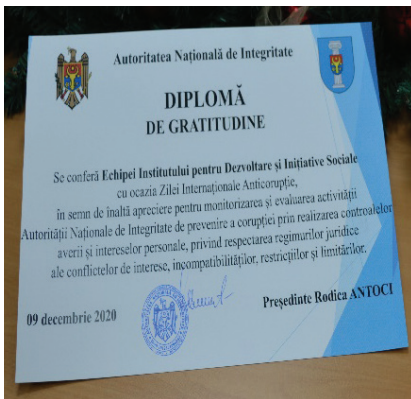 Autoritatea Națională de Integritate
DIPLOMĂ
DE GRATITUDINE
Se conferă Echipei Institutului pentru Dezvoltare și Inițiative Sociale
cu ocazia Zilei Internaționale Anticorupție,
în semn de înaltă apreciere pentru monitorizarea și evaluarea activității
Autorității Naționale de Integritate de prevenire a corupției prin realizarea controalelor
averii și intereselor personale, privind respectarea regimurilor juridice
ale conflictelor de interese, incompatibilităților, restricțiilor și limitărilor.
Președinte Rodica ANTOCI
09 decembrie 2020